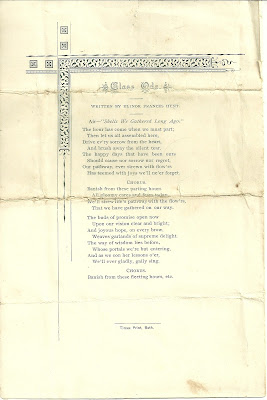 Class Ode.
WRITTEN BY ELINOR FRANCES HUNT.
Air—"Shells We Gathered Long Ago."
The hour has come when we must part;
Then let us all assembled here,
Drive ev'ry sorrow from the heart,
And brush away the silent tear.
The happy days that have been ours
Should cause our sorrow not regret,
Our pathway, ever strewn with flow'rs
Has teemed with joys we'll ne'er forget.
CHORUS.
Banish from these parting hours
All gloomy cares and fears
We'll strew life's pathway with the flow'rs,
That we have gathered on our way.
The buds of promise open now
Upon our vision clear and bright;
And joyous hope, on every brow,
Weaves garlands of supreme delight.
The way of wisdom lies before,
Whose portals we're but entering,
And as we con her lessons o'er,
We'll ever gladly, gaily sing.
CHORUS.
Banish from these fleeting hours, etc.
Times Print, Bath.